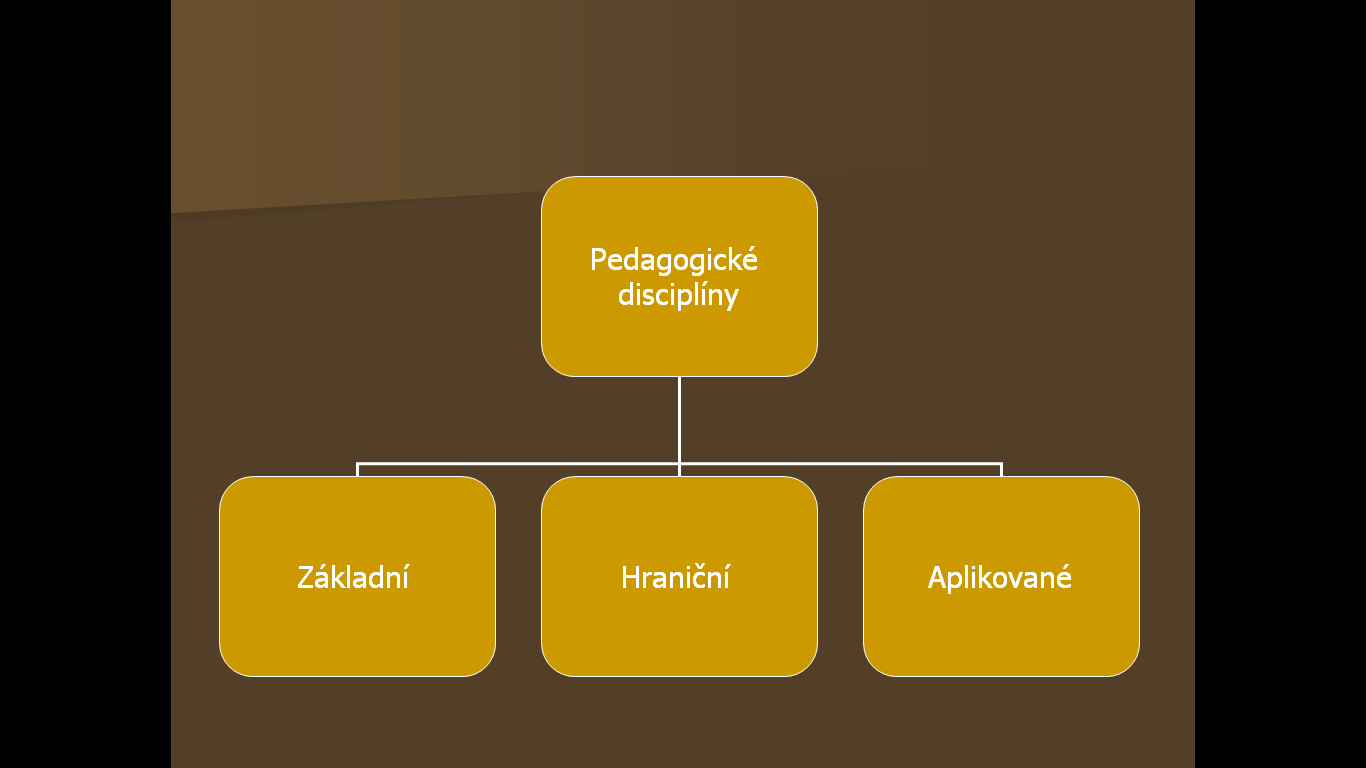 Pedagogické
disciplíny
Základní
Hraniční
Aplikované